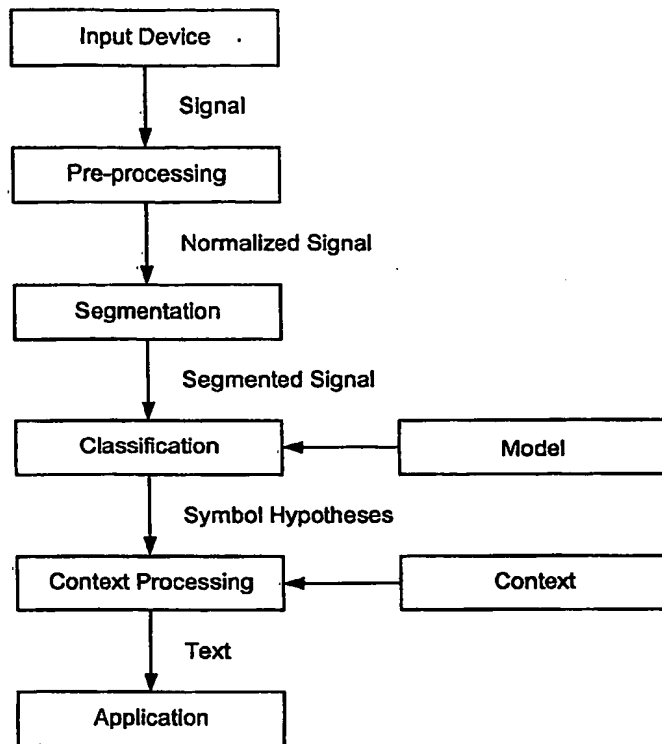 Input Device
Signal
Pre-processing
Normalized Signal
Segmentation
Segmented Signal
Classification
Model
Symbol Hypotheses
Context Processing
Context
Text
Application